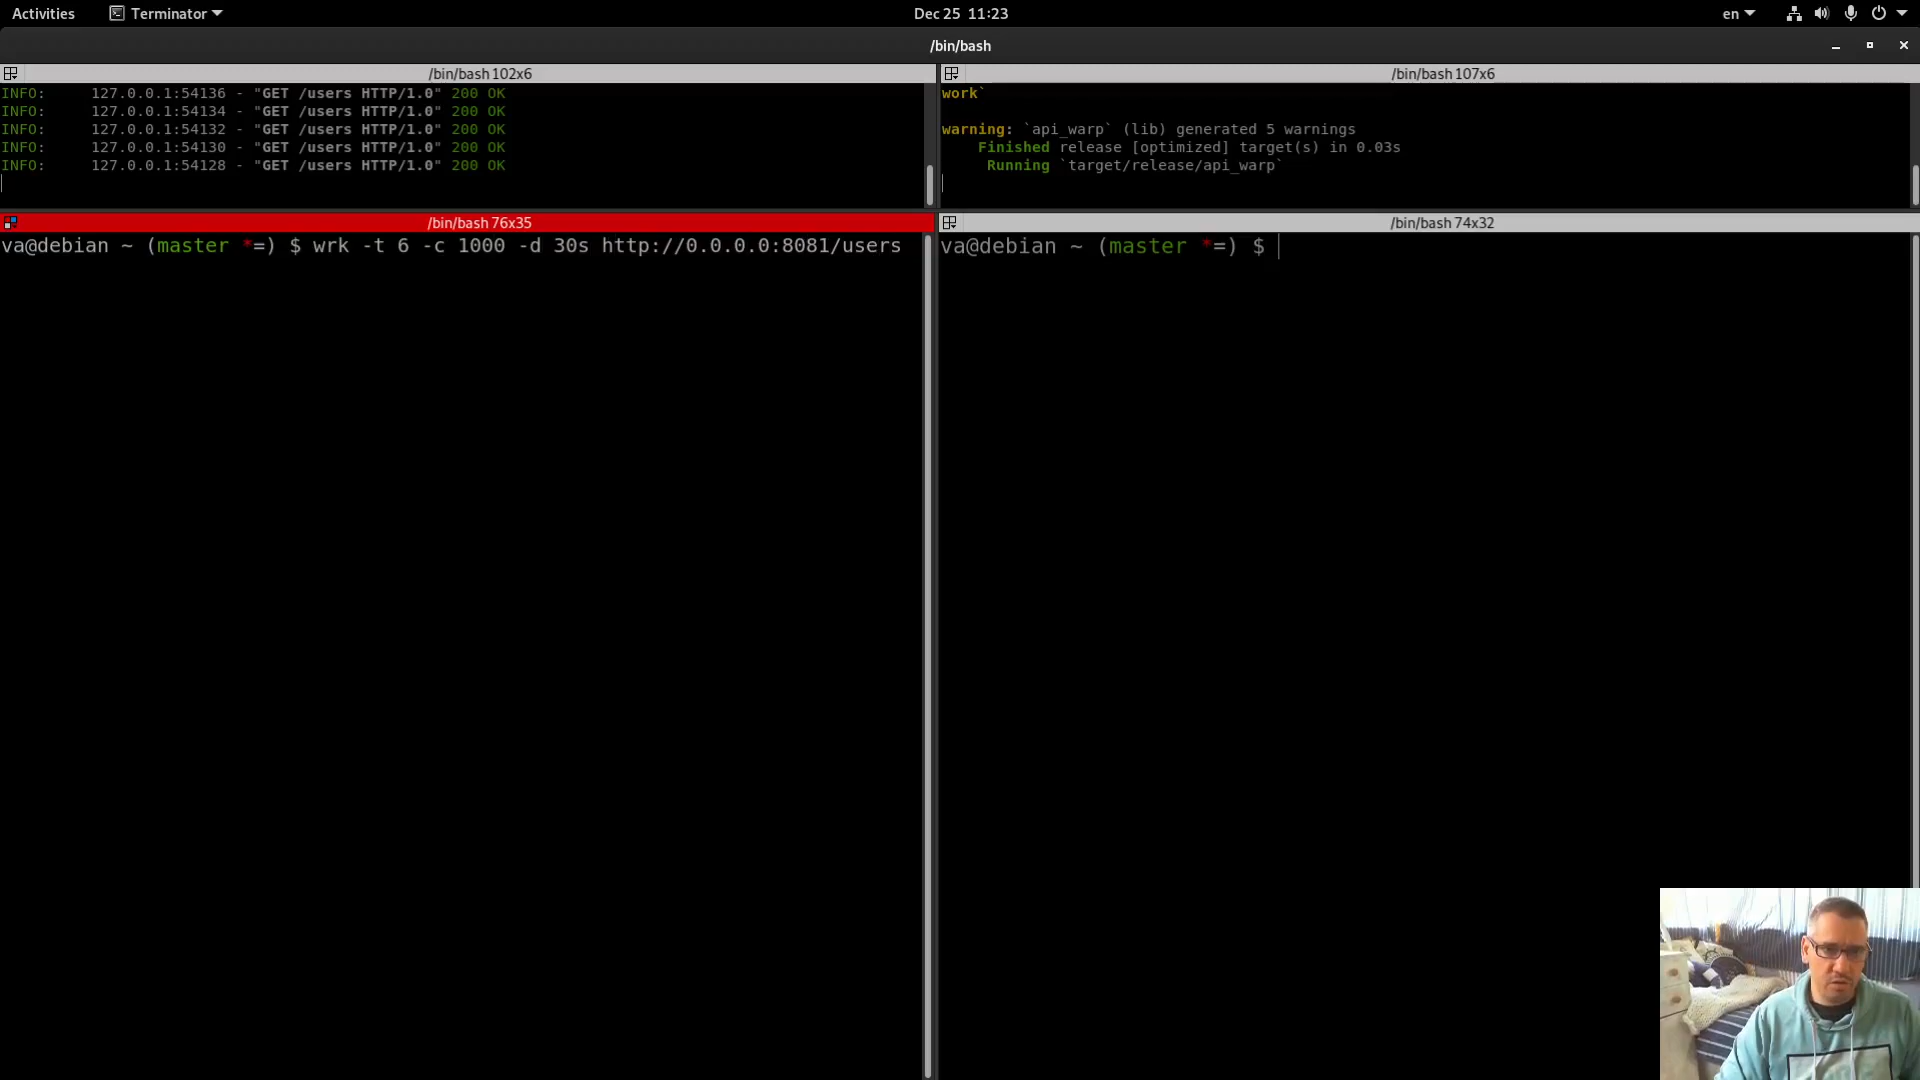 Activities Terminator Dec 25 11:23 en
/bin/bash
/bin/bash 102x6
INFO: 127.0.0.1:54136 - "GET /users HTTP/1.0" 200 OK
INFO: 127.0.0.1:54134 - "GET /users HTTP/1.0" 200 OK
INFO: 127.0.0.1:54132 - "GET /users HTTP/1.0" 200 OK
INFO: 127.0.0.1:54130 - "GET /users HTTP/1.0" 200 OK
INFO: 127.0.0.1:54128 - "GET /users HTTP/1.0" 200 OK
/bin/bash 107x6
work`
warning: `api_warp` (lib) generated 5 warnings
Finished release [optimized] target(s) in 0.03s
Running `target/release/api_warp`
/bin/bash 76x35
va@debian ~ (master *=) $ wrk -t 6 -c 1000 -d 30s http://0.0.0.0:8081/users
/bin/bash 74x32
va@debian ~ (master *=) $